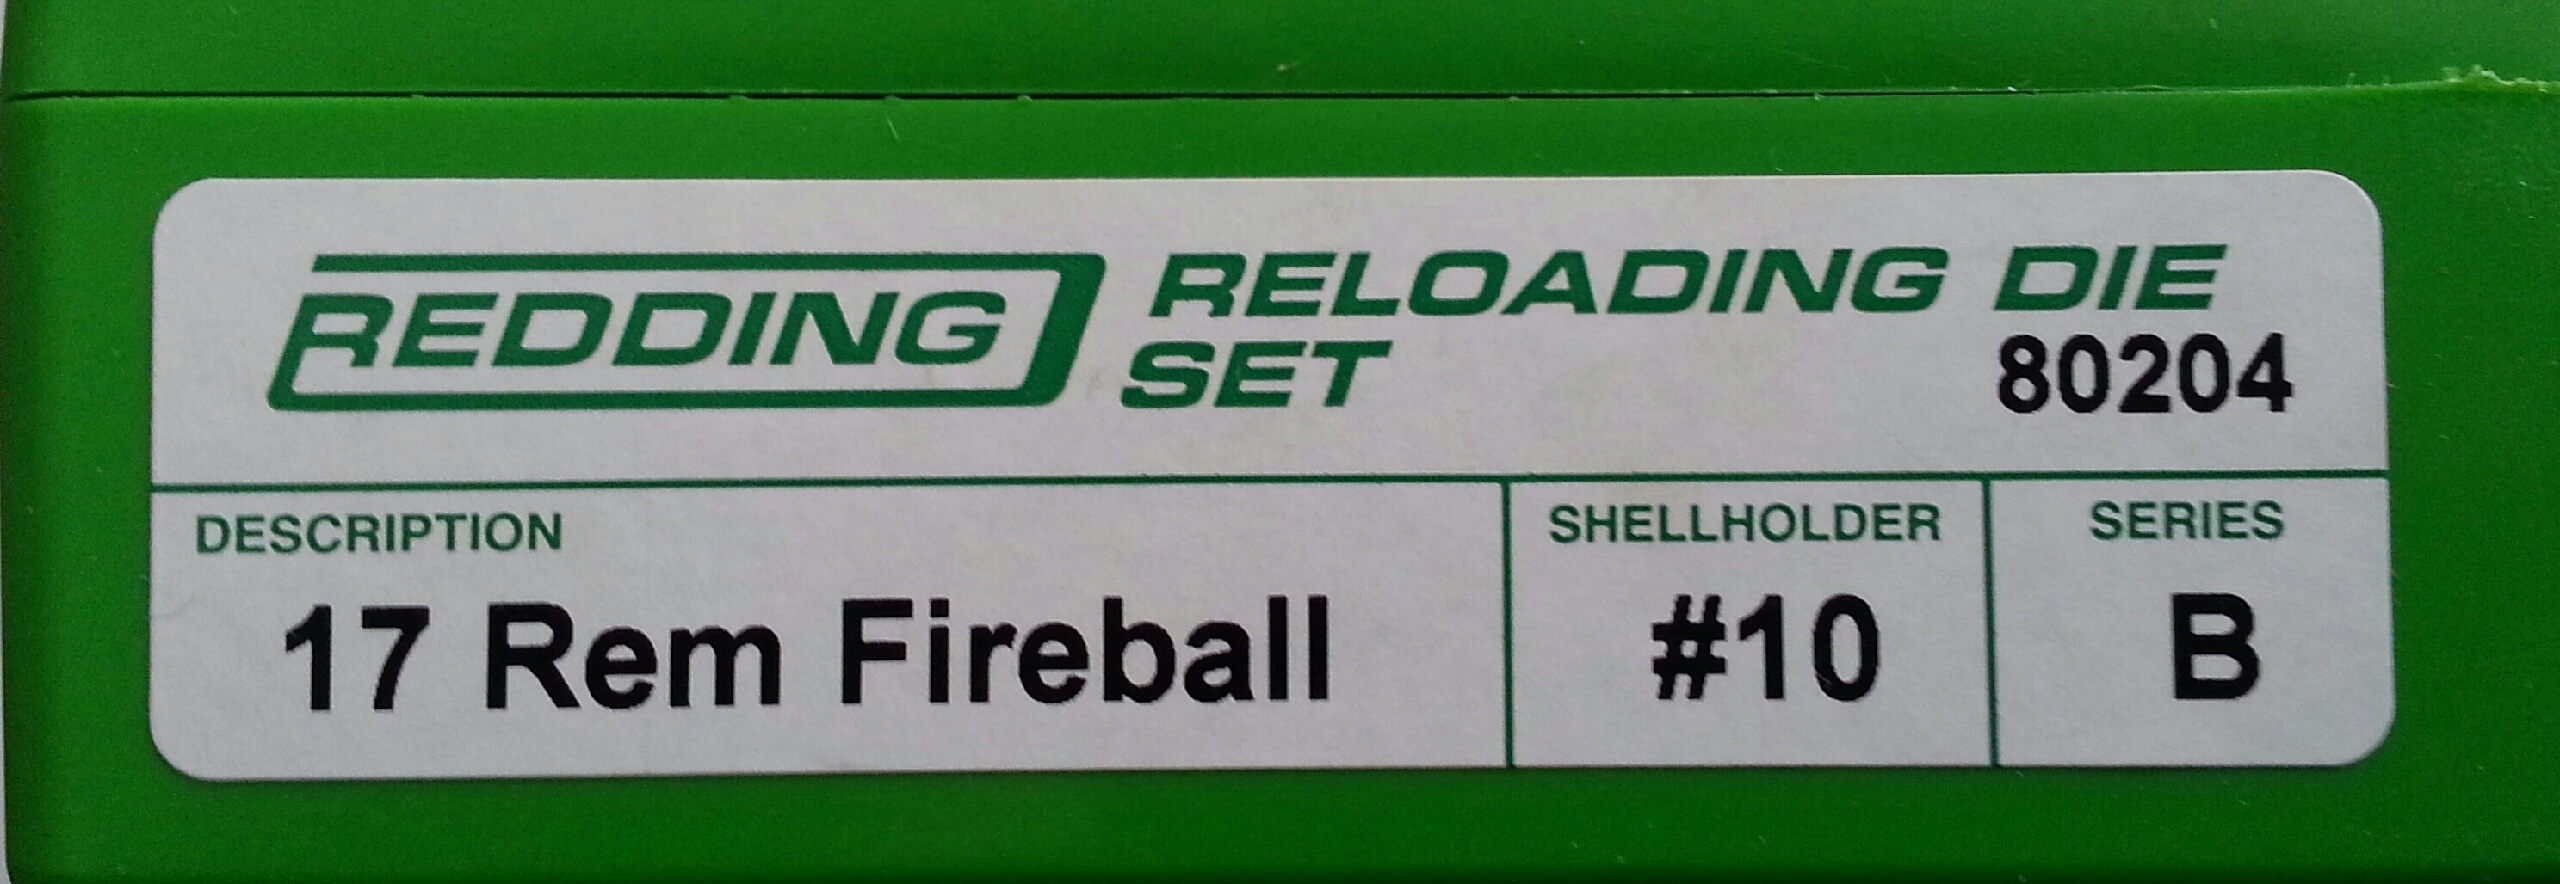 REDDING RELOADING DIE
SET 80204
DESCRIPTION SHELLHOLDER SERIES
17 Rem Fireball #10 B